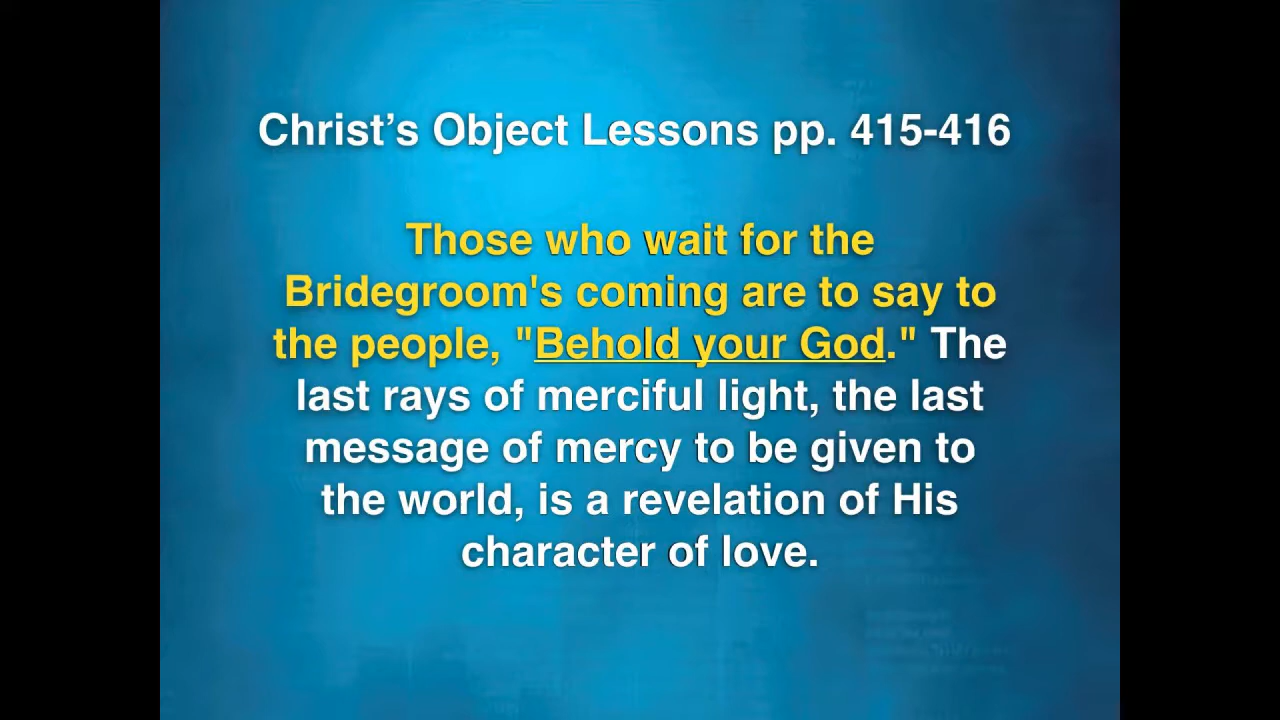 Christ’s Object Lessons pp. 415-416
Those who wait for the
Bridegroom's coming are to say to
the people, "Behold your God." The
last rays of merciful light, the last
message of mercy to be given to
the world, is a revelation of His
character of love.